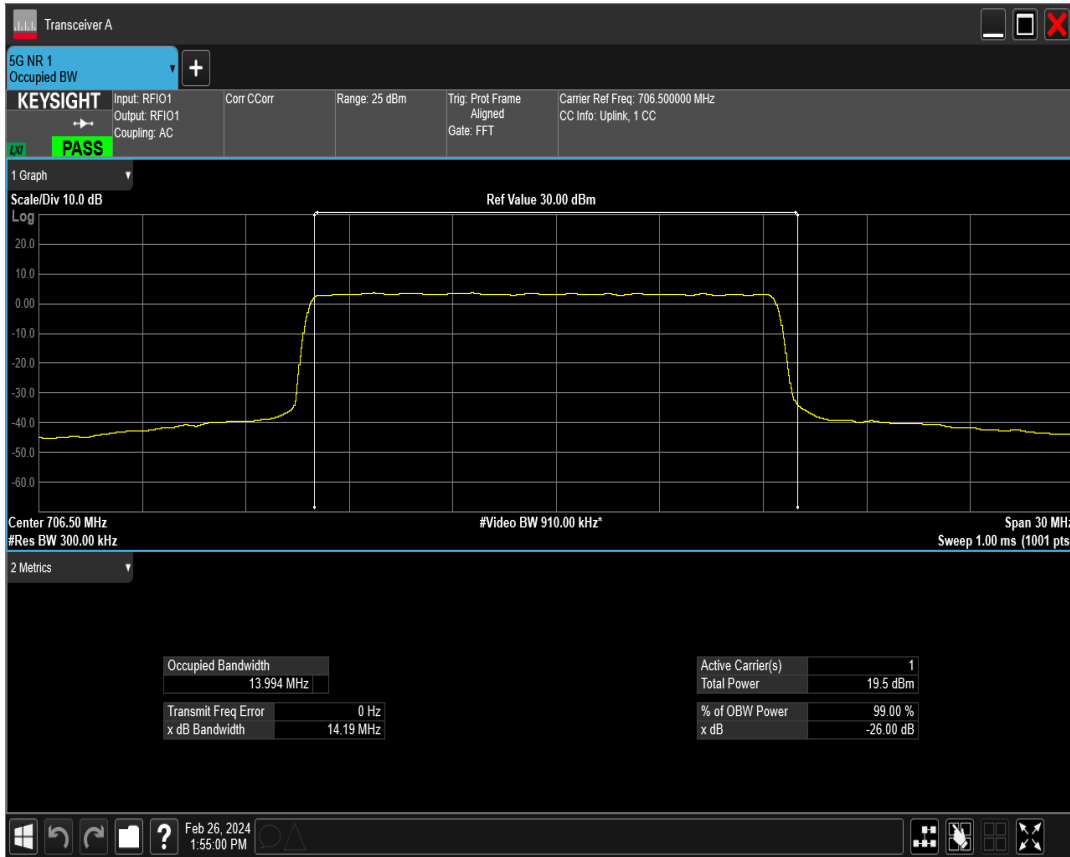 Transceiver A
5G NR 1
Occupied BW
KEYSIGHT
LXI
PASS
Input: RFIO1
Output: RFIO1
Coupling: AC
Corr CCorr
Range: 25 dBm
Trig: Prot Frame
Aligned
Gate: FFT
Carrier Ref Freq: 706.500000 MHz
CC Info: Uplink, 1 CC
1 Graph
Scale/Div 10.0 dB
Ref Value 30.00 dBm
Log
20.0
10.0
0.00
-10.0
-20.0
-30.0
-40.0
-50.0
-60.0
Center 706.50 MHz
#Video BW 910.00 kHz*
Span 30 MHz
#Res BW 300.00 kHz
Sweep 1.00 ms (1001 pts
2 Metrics
Occupied Bandwidth
13.994 MHz
Transmit Freq Error 0 Hz
x dB Bandwidth 14.19 MHz
Active Carrier(s) 1
Total Power 19.5 dBm
% of OBW Power 99.00 %
x dB -26.00 dB
?
Feb 26, 2024
1:55:00 PM